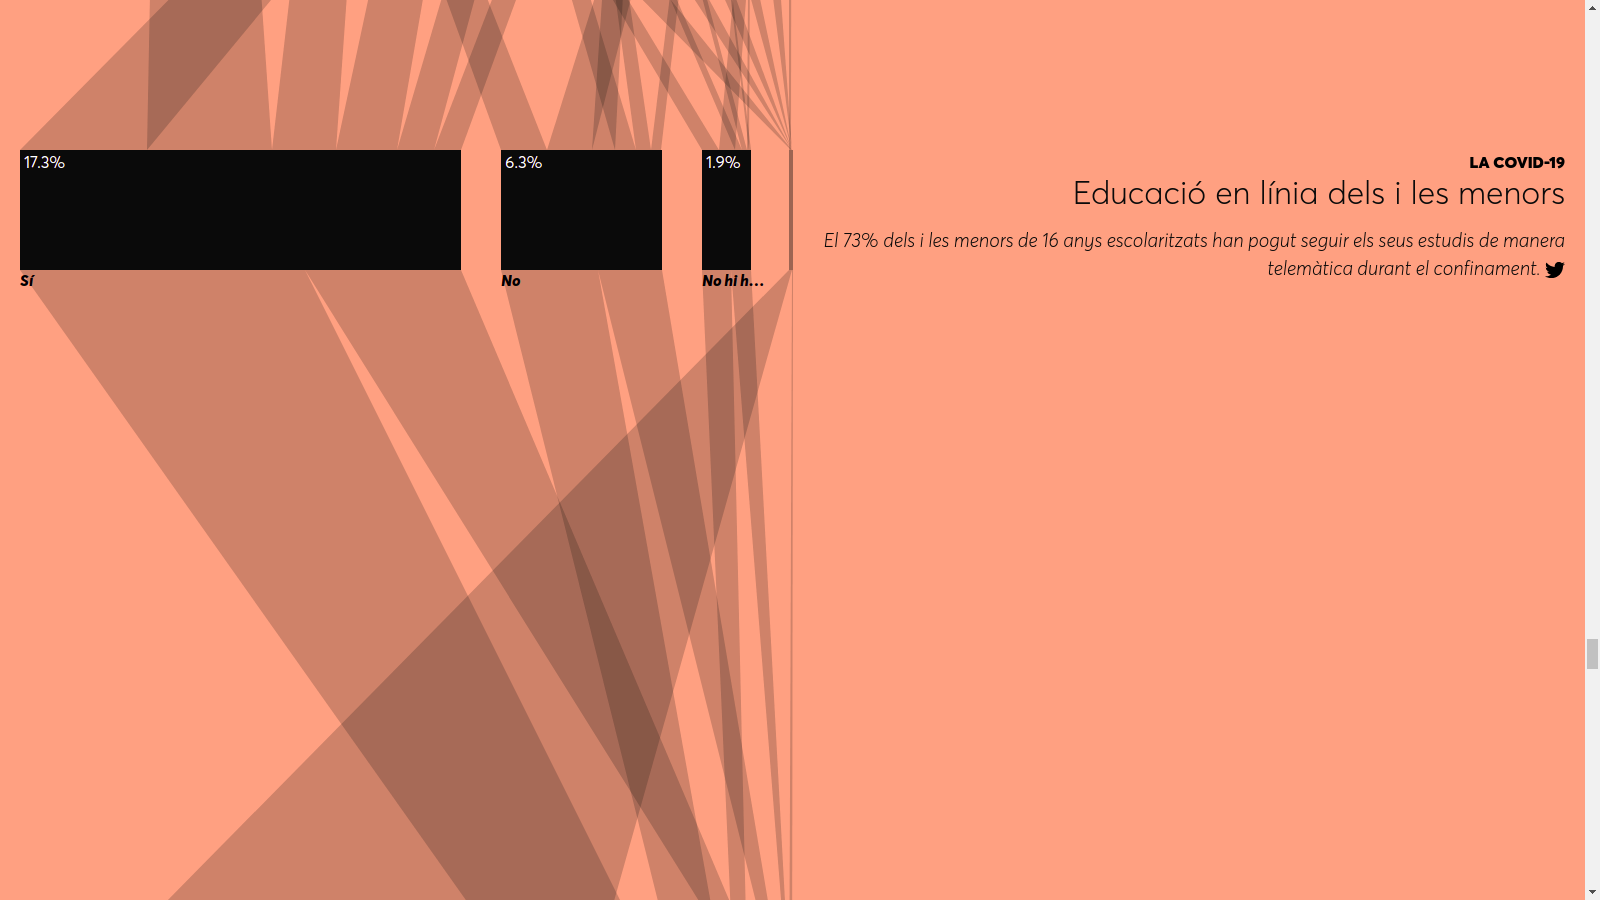 17.3%
6.3%
1.9%
Sí
No
No hi h...
LA COVID-19
Educació en línia dels i les menors
El 73% dels i les menors de 16 anys escolaritzats han pogut seguir els seus estudis de manera
telemàtica durant el confinament.